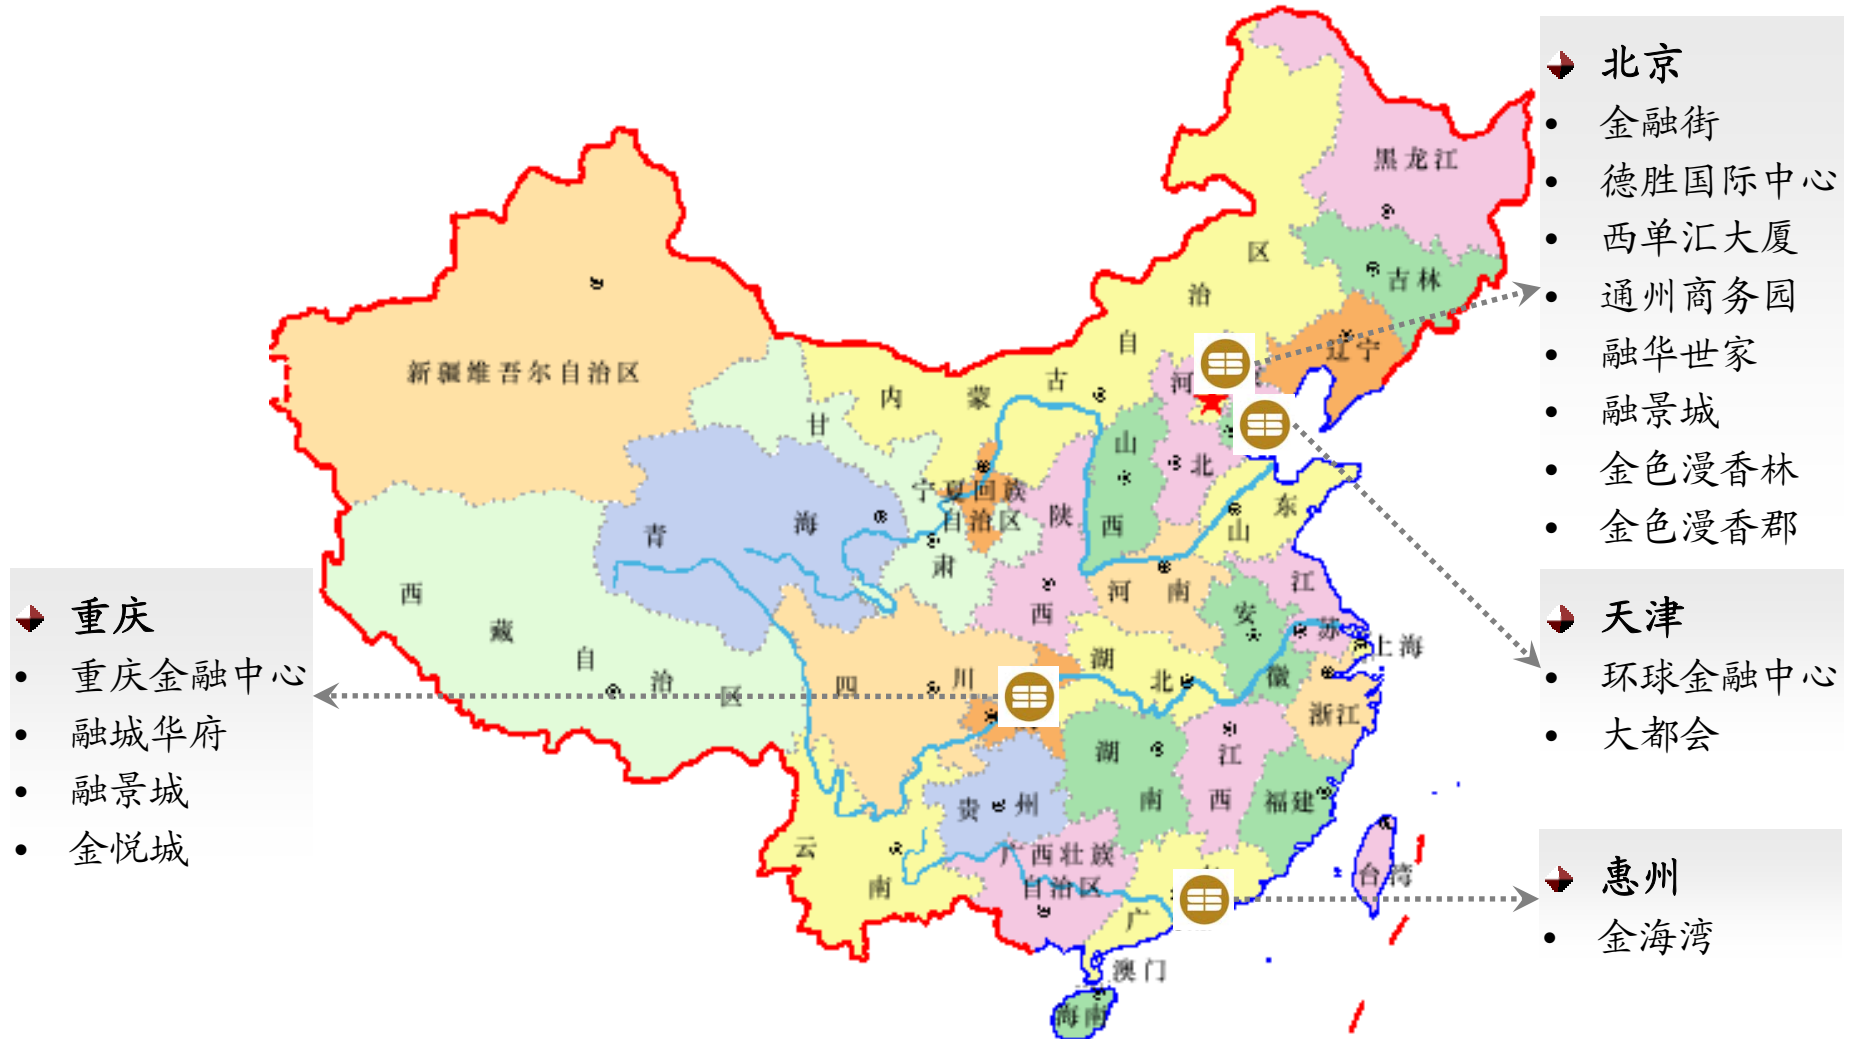 北京
金融街
德胜国际中心
西单汇大厦
通州商务园
融华世家
融景城
金色漫香林
金色漫香郡
天津
环球金融中心
大都会
惠州
金海湾
重庆
重庆金融中心
融城华府
融景城
金悦城
黑龙江
吉林
辽宁
内蒙古自治区
新疆维吾尔自治区
甘肃
宁夏回族
自治区
青海
西藏自治区
陕西
山西
河北
山东
河南
江苏
安徽
上海
湖北
四川
浙江
湖南
江西
福建
贵州
云南
广西壮族
自治区
广
台湾
澳门
海南